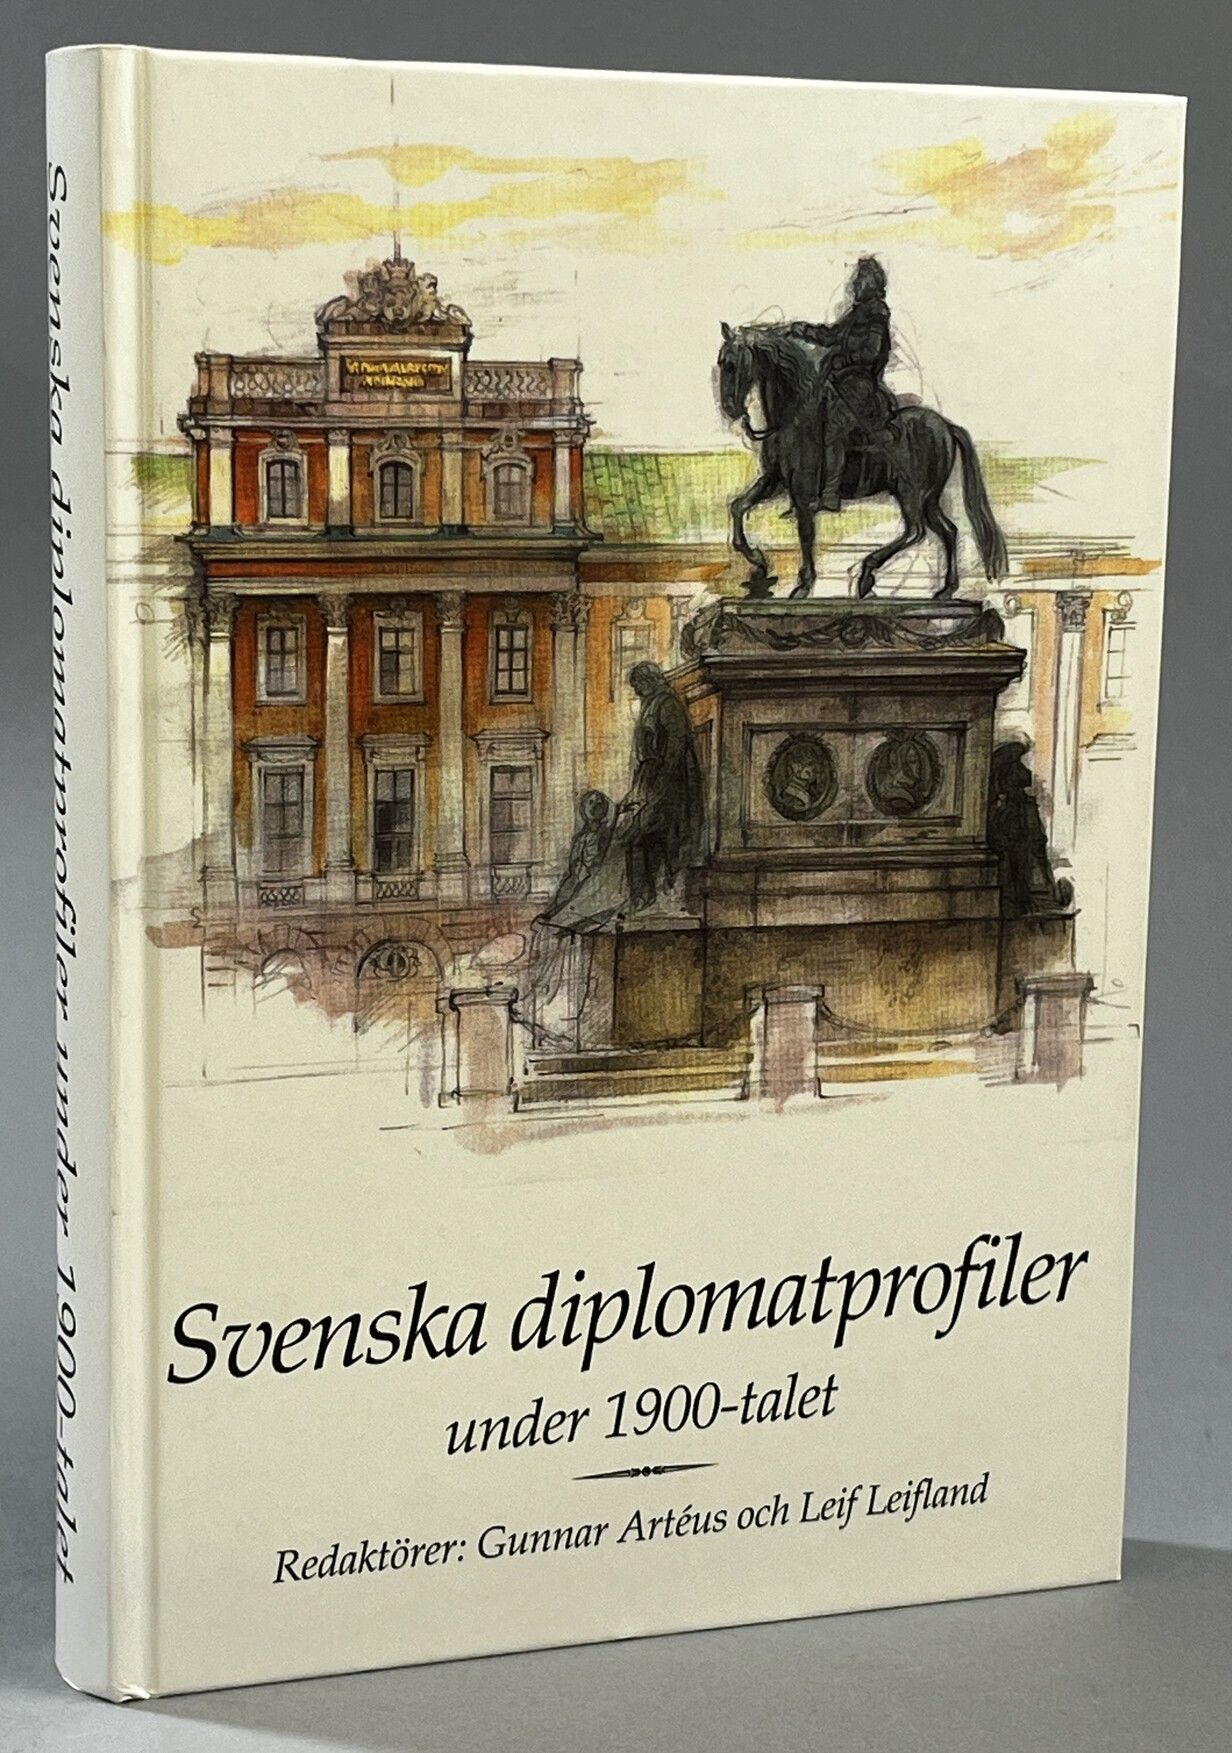 Svenska diplomatprofiler under 1900-talet
Svenska diplomatprofiler
under 1900-talet
Redaktörer: Gunnar Artéus och Leif Leifland